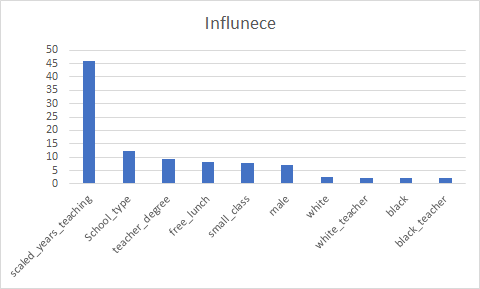 Influnece
50
45
40
35
30
25
20
15
10
5
0
scaled_years_teaching
School_type
teacher_degree
free_lunch
small_class
male
white
white_teacher
black
black_teacher